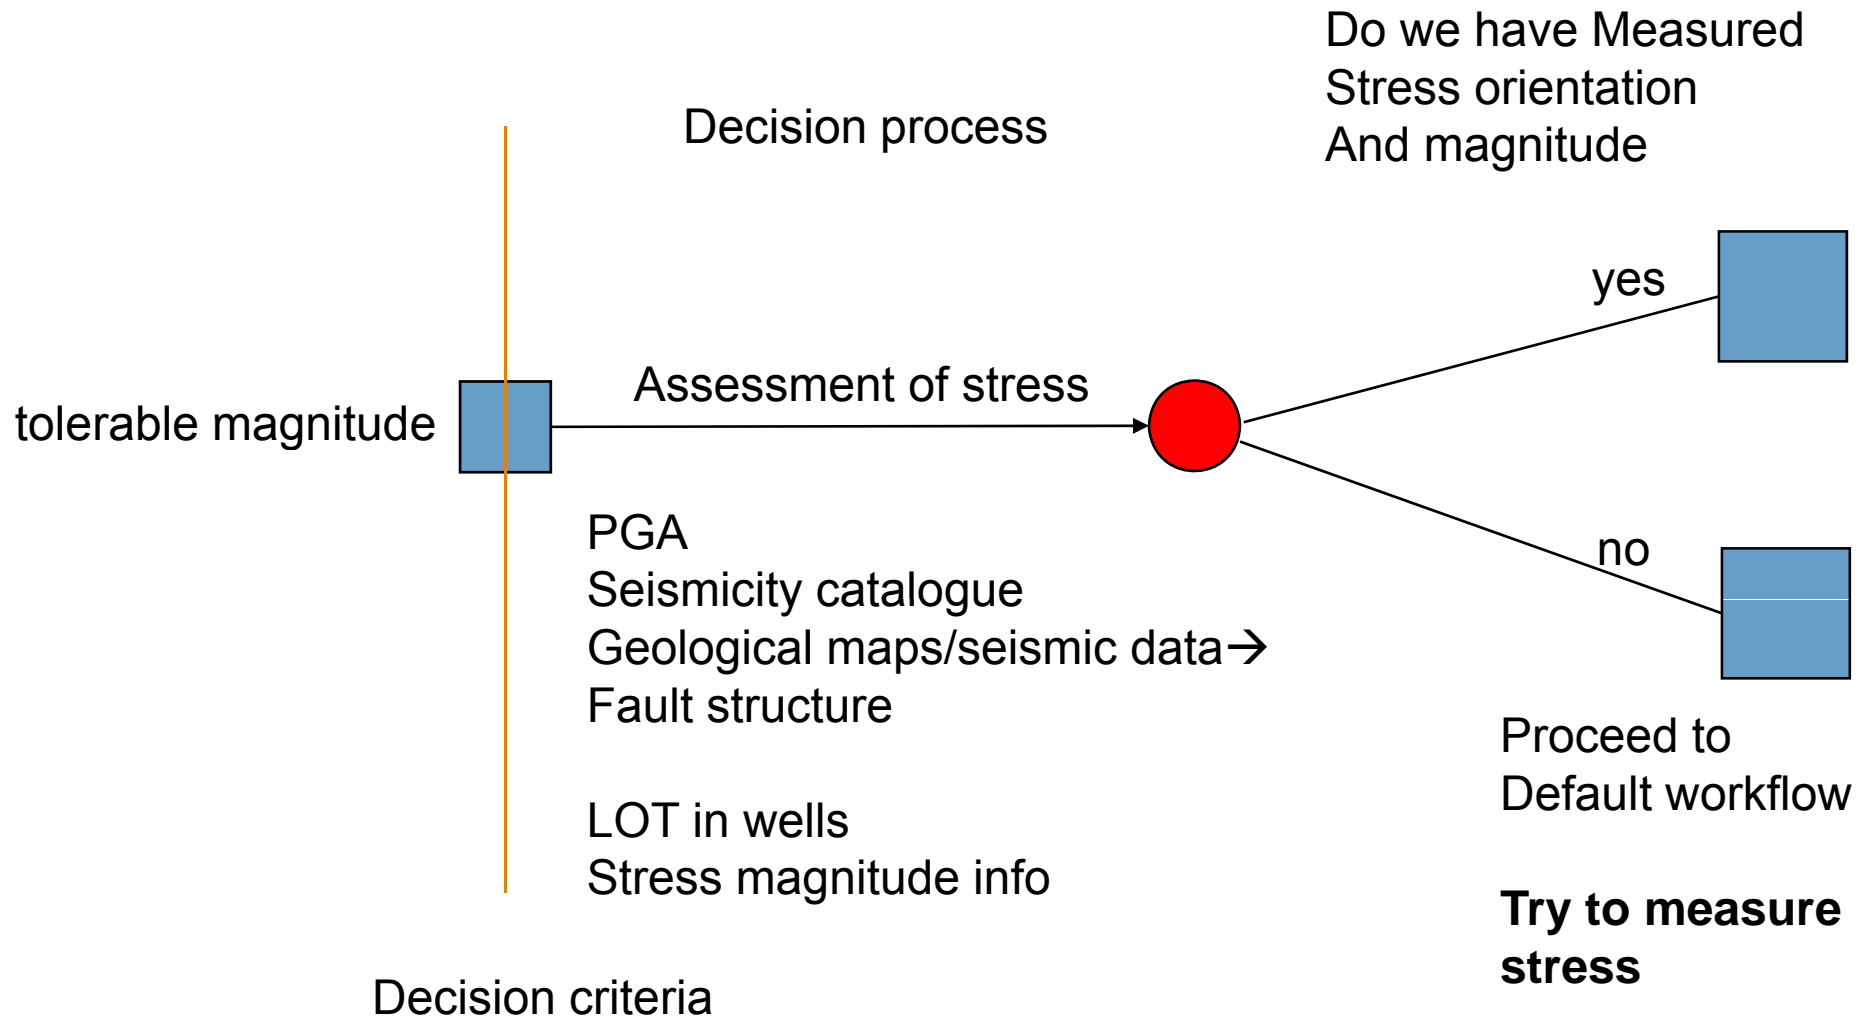 Do we have Measured
Stress orientation
And magnitude
Decision process
yes
Assessment of stress
tolerable magnitude
PGA
Seismicity catalogue
Geological maps/seismic data→
Fault structure
LOT in wells
Stress magnitude info
no
Proceed to
Default workflow
Try to measure
stress
Decision criteria